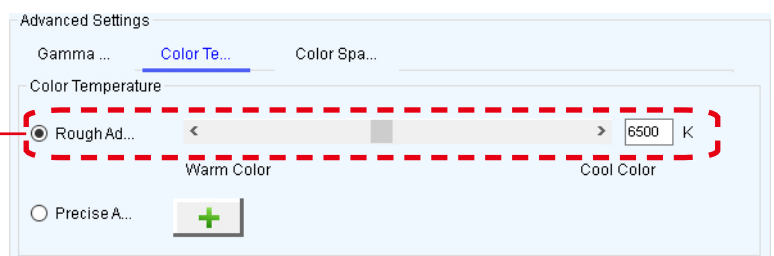 Advanced Settings
Gamma ... Color Te... Color Spa...
Color Temperature
Rough Ad... < > 6500 K
Warm Color Cool Color
Precise A... +